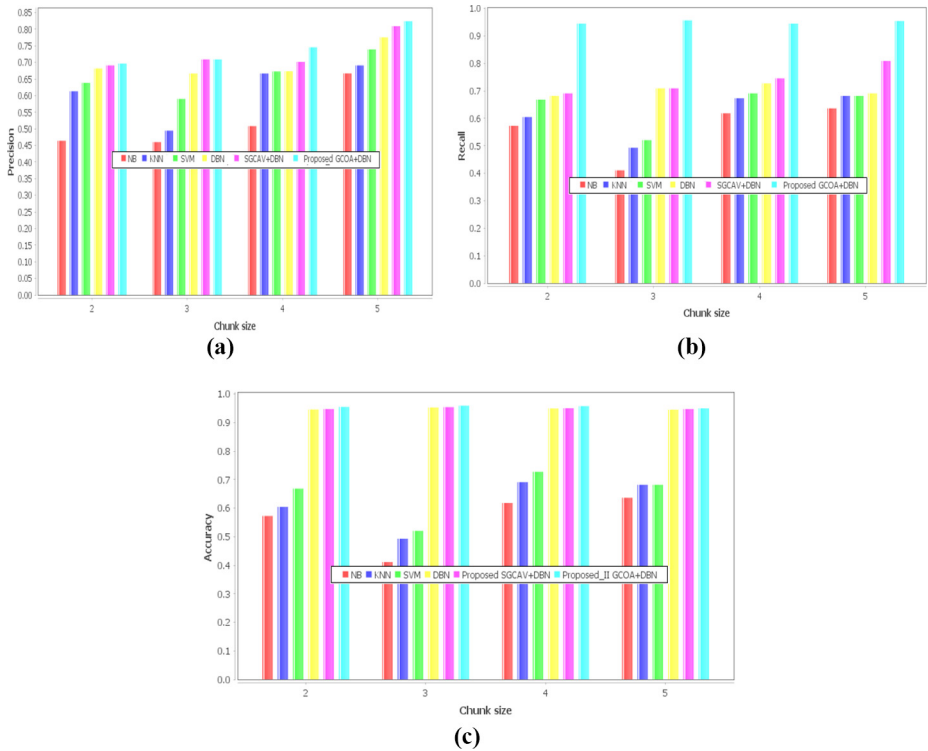 0.85
0.80
0.75
0.70
0.65
0.60
0.55
0.50
0.45
0.40
0.35
0.30
0.25
0.20
0.15
0.10
0.05
0.00
Precision
NB KNN SVM DBN SGCAV+DBN Proposed_GCOA+DBN
2 3 4 5
Chunk size
(a)
1.0
0.9
0.8
0.7
0.6
0.5
0.4
0.3
0.2
0.1
0.0
Recall
NB KNN SVM DBN SGCAV+DBN Proposed GCOA+DBN
2 3 4 5
Chunk size
(b)
1.0
0.9
0.8
0.7
0.6
0.5
0.4
0.3
0.2
0.1
0.0
Accuracy
NB KNN SVM DBN Proposed SGCAV+DBN Proposed_II GCOA+DBN
2 3 4 5
Chunk size
(c)